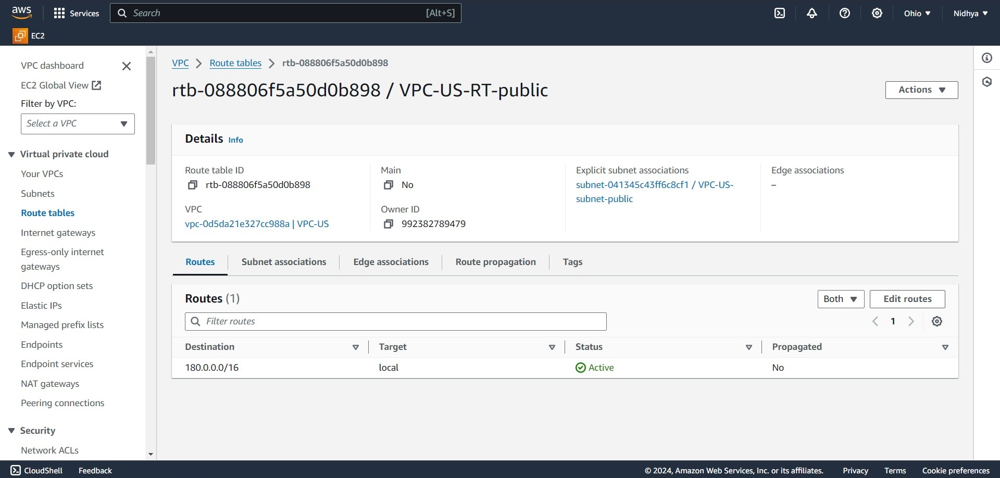 aws
Services
Search
[Alt+S]
Ohio
Nidhya
EC2
VPC dashboard
EC2 Global View
Filter by VPC:
Select a VPC
Virtual private cloud
Your VPCs
Subnets
Route tables
Internet gateways
Egress-only internet
gateways
DHCP option sets
Elastic IPs
Managed prefix lists
Endpoints
Endpoint services
NAT gateways
Peering connections
Security
Network ACLs
VPC > Route tables > rtb-088806f5a50d0b898
rtb-088806f5a50d0b898 / VPC-US-RT-public
Actions
Details Info
Route table ID
rtb-088806f5a50d0b898
Main
No
Explicit subnet associations
subnet-041345c43ff6c8cf1 / VPC-US-
subnet-public
Edge associations
–
VPC
vpc-0d5da21e327cc988a | VPC-US
Owner ID
992382789479
Routes
Subnet associations
Edge associations
Route propagation
Tags
Routes (1)
Both
Edit routes
Filter routes
1
Destination Target Status Propagated
180.0.0.0/16 local Active No
CloudShell
Feedback
© 2024, Amazon Web Services, Inc. or its affiliates.
Privacy
Terms
Cookie preferences